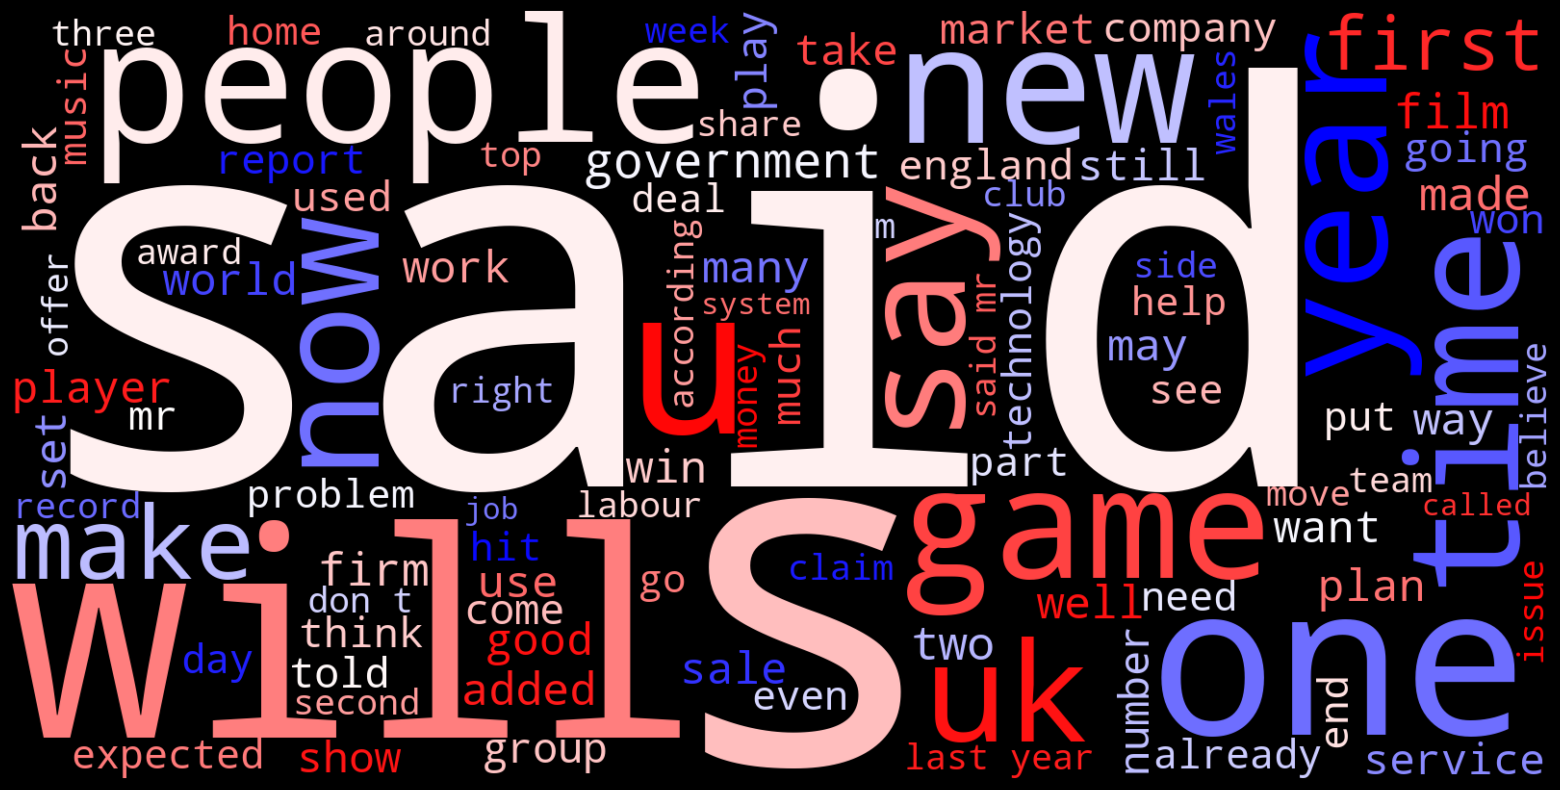 three
home
around
week
play
take
market
company
first
music
people
new
wales
film
share
going
back
report
top
government
england
still
used
deal
club
made
won
said
year
now
say
m
award
world
work
many
according
technology
side
time
offer
system
help
u
said mr
may
player
right
money
much
see
believe
mr
put
way
set
win
part
problem
team
record
labour
job
move
called
make
s
game
want
will
firm
hit
use
go
claim
plan
issue
don t
come
well
need
think
good
one
day
told
sale
two
uk
number
second
added
even
end
expected
show
group
last year
already
service